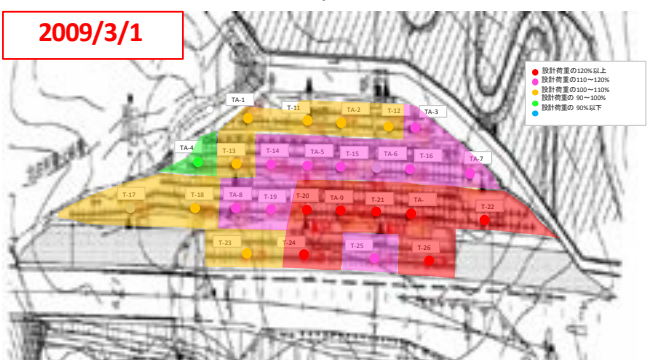 2009/3/1
設計荷重の120%以上
設計荷重の110～120%
設計荷重の100～110%
設計荷重の 90～100%
設計荷重の 90%以下
TA-1
T-11
TA-2
T-12
TA-3
TA-4
T-13
T-14
TA-5
T-15
TA-6
T-16
TA-7
T-17
T-18
TA-8
T-19
T-20
TA-9
T-21
TA-
T-22
T-23
T-24
T-25
T-26